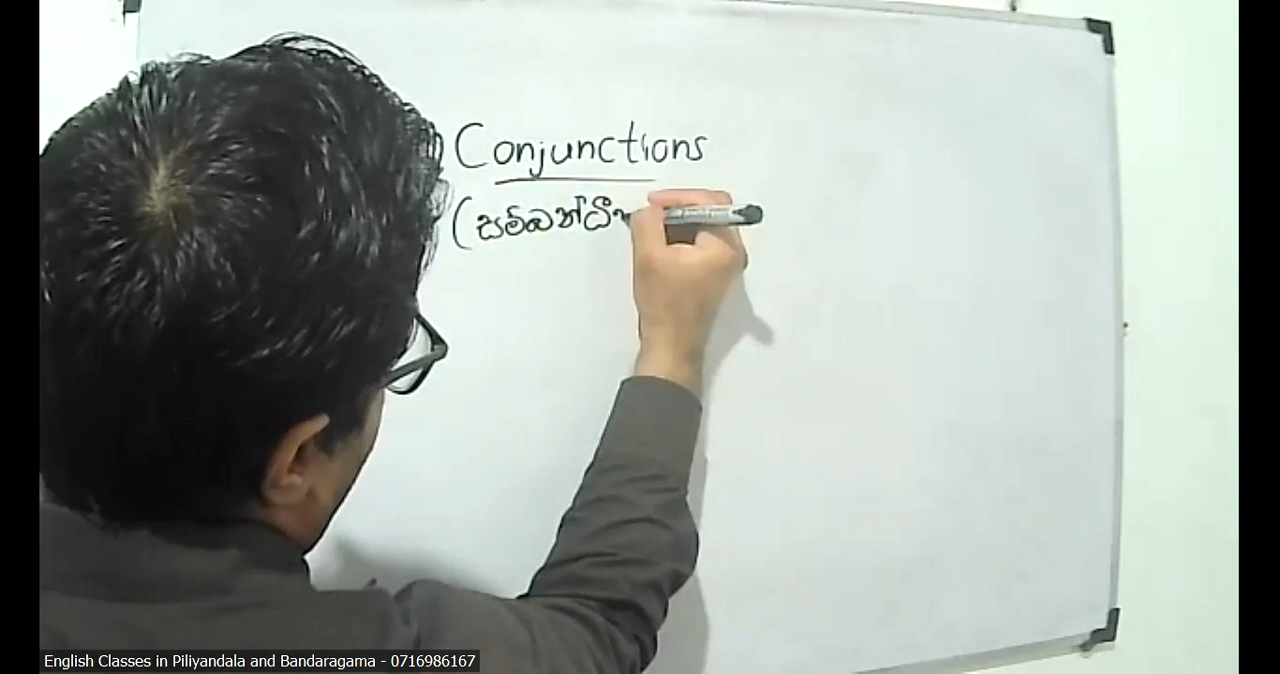 Conjunctions
(සම්බන්ධී
English Classes in Piliyandala and Bandaragama - 0716986167